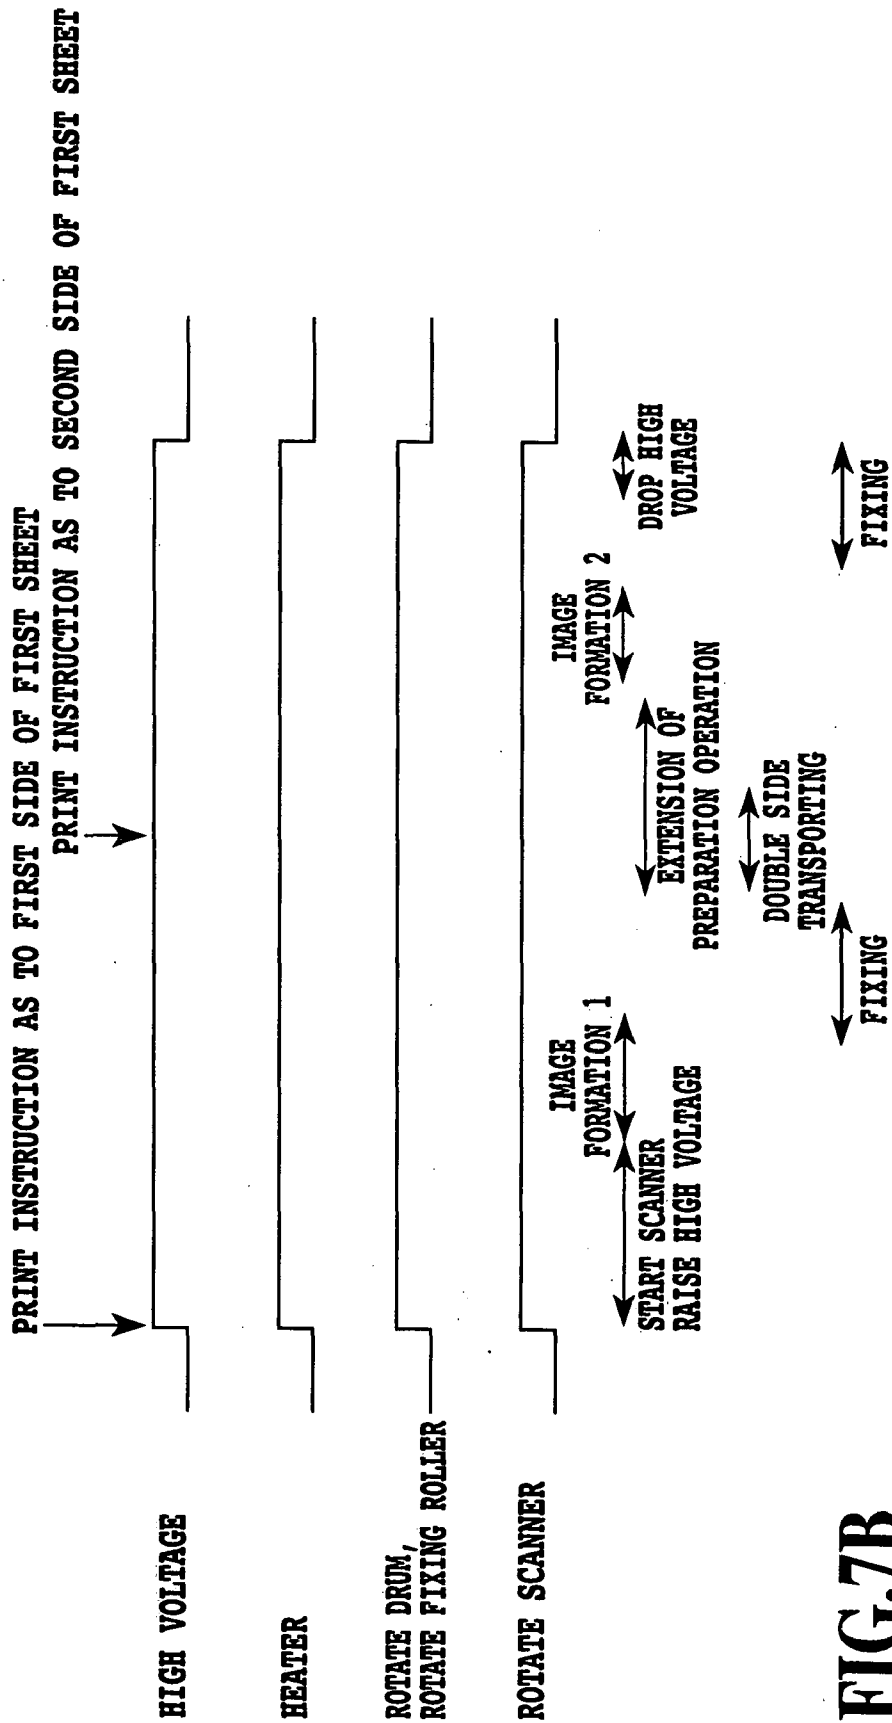 PRINT INSTRUCTION AS TO FIRST SIDE OF FIRST SHEET
PRINT INSTRUCTION AS TO SECOND SIDE OF FIRST SHEET
HIGH VOLTAGE
HEATER
ROTATE DRUM,
ROTATE FIXING ROLLER
ROTATE SCANNER
IMAGE
FORMATION 1
IMAGE
FORMATION 2
START SCANNER
RAISE HIGH VOLTAGE
EXTENSION OF
PREPARATION OPERATION
DROP HIGH
VOLTAGE
DOUBLE SIDE
TRANSPORTING
FIXING
FIXING
FIG.7B